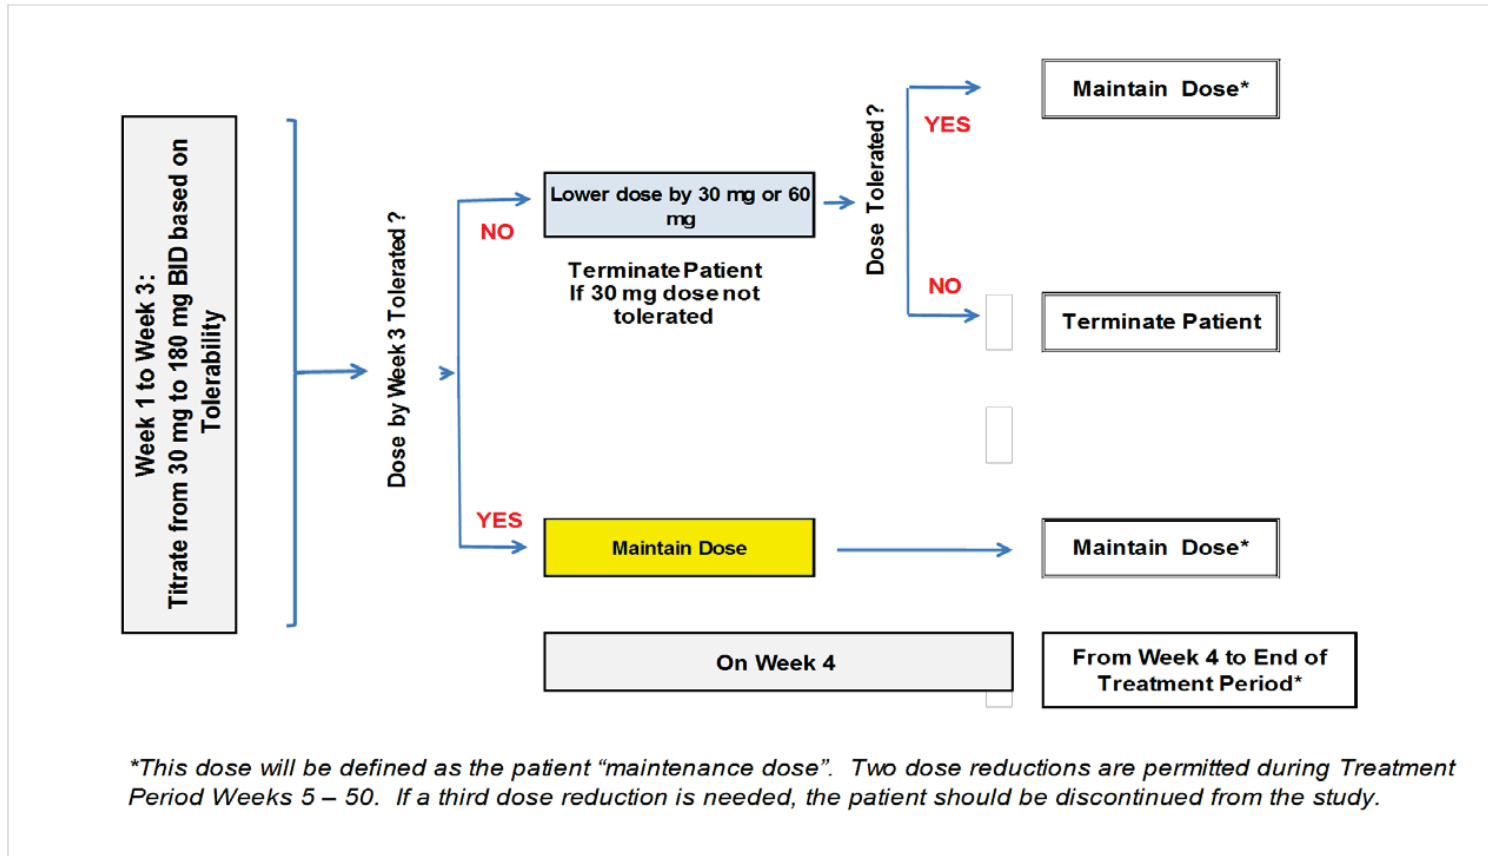 Week 1 to Week 3:
Titrate from 30 mg to 180 mg BID based on
Tolerability
Dose by Week 3 Tolerated?
NO
Lower dose by 30 mg or 60
mg
Terminate Patient
If 30 mg dose not
tolerated
Dose Tolerated?
YES
Maintain Dose*
NO
Terminate Patient
YES
Maintain Dose
Maintain Dose*
On Week 4
From Week 4 to End of
Treatment Period*
*This dose will be defined as the patient “maintenance dose”. Two dose reductions are permitted during Treatment
Period Weeks 5 – 50. If a third dose reduction is needed, the patient should be discontinued from the study.